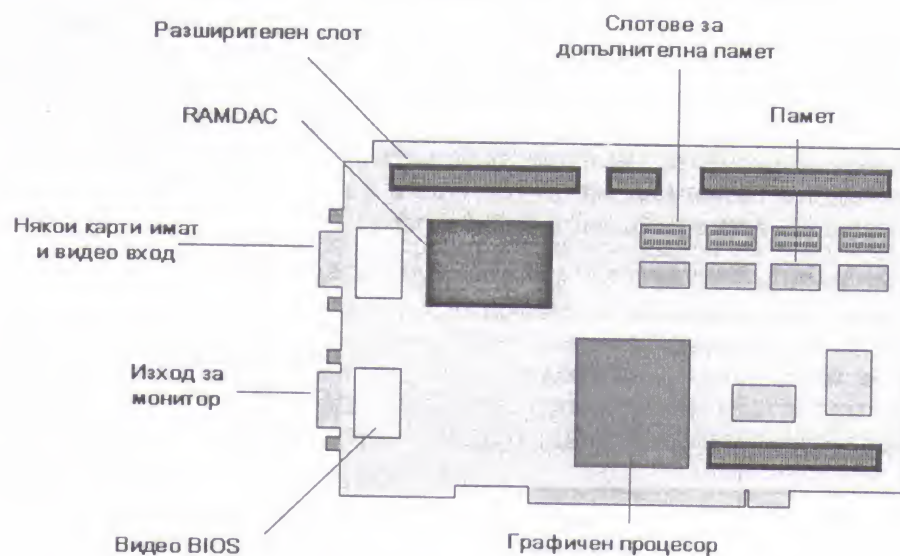 Разширителен слот
Слотове за
допълнителна памет
RAMDAC
Памет
Някои карти имат
и видео вход
Изход за
монитор
Видео BIOS
Графичен процесор